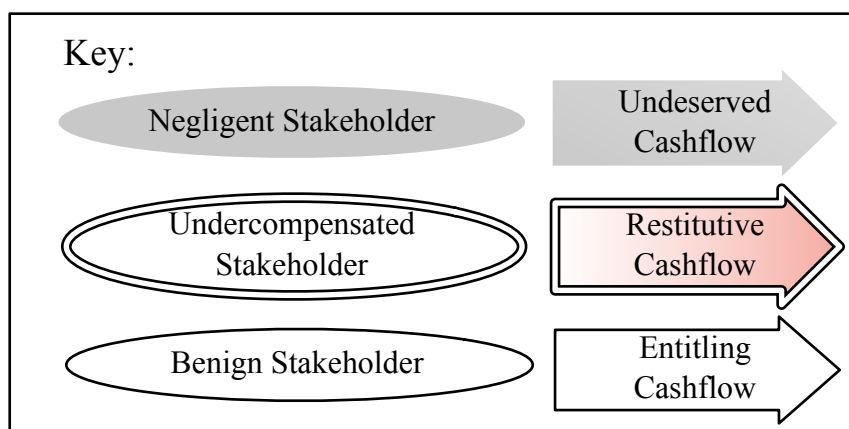 Key:
Negligent Stakeholder
Undeserved
Cashflow
Undercompensated
Stakeholder
Restitutive
Cashflow
Benign Stakeholder
Entitling
Cashflow